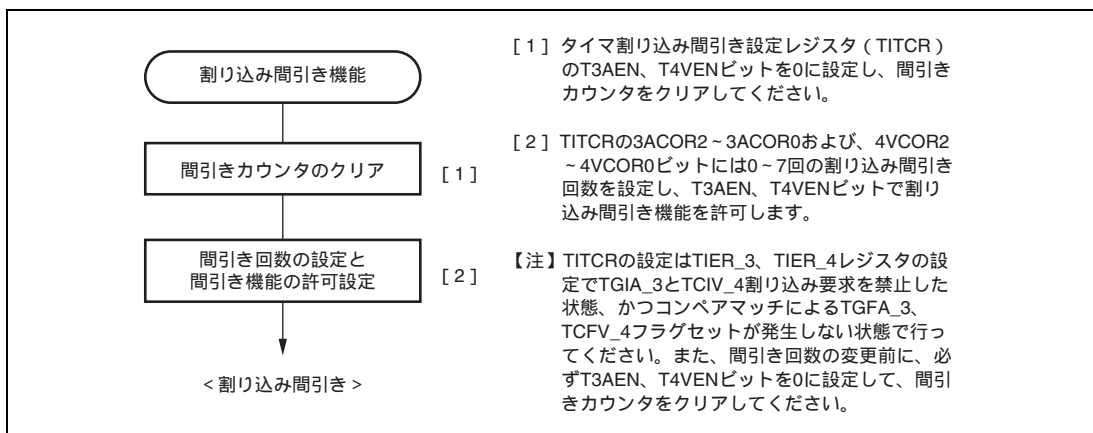 割り込み間引き機能
間引きカウンタのクリア
[1]
間引き回数の設定と
間引き機能の許可設定
[2]
<割り込み間引き>
[1] タイマ割り込み間引き設定レジスタ(TITCR)
のT3AEN、T4VENビットを0に設定し、間引き
カウンタをクリアしてください。
[2] TITCRの3ACOR2~3ACOR0および、4VCOR2
~4VCOR0ビットには0~7回の割り込み間引き
回数を設定し、T3AEN、T4VENビットで割り
込み間引き機能を許可します。
【注】TITCRの設定はTIER_3、TIER_4レジスタの設
定でTGIA_3とTCIV_4割り込み要求を禁止した
状態、かつコンペアマッチによるTGFA_3、
TCFV_4フラグセットが発生しない状態で行っ
てください。また、間引き回数の変更前に、必
ずT3AEN、T4VENビットを0に設定して、間引
きカウンタをクリアしてください。